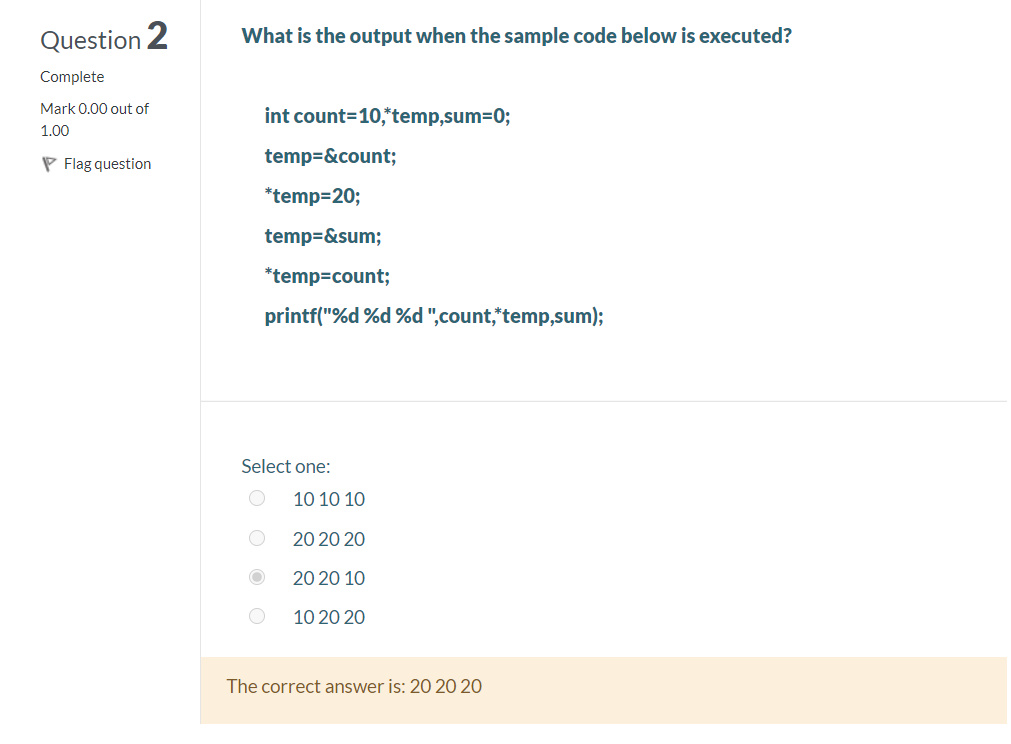 Question 2
Complete
Mark 0.00 out of
1.00
Flag question
What is the output when the sample code below is executed?
int count=10,*temp,sum=0;
temp=&count;
*temp=20;
temp=&sum;
*temp=count;
printf("%d %d %d ",count,*temp,sum);
Select one:
10 10 10
20 20 20
20 20 10
10 20 20
The correct answer is: 20 20 20